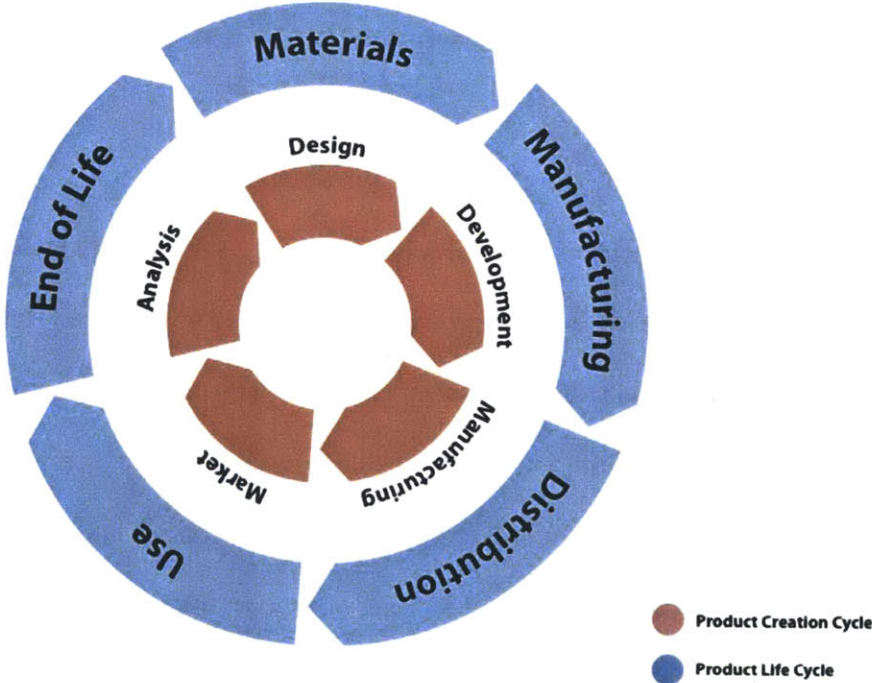 Materials
Manufacturing
Distribution
Use
End of Life
Design
Development
Manufacturing
Market
Analysis
Product Creation Cycle
Product Life Cycle